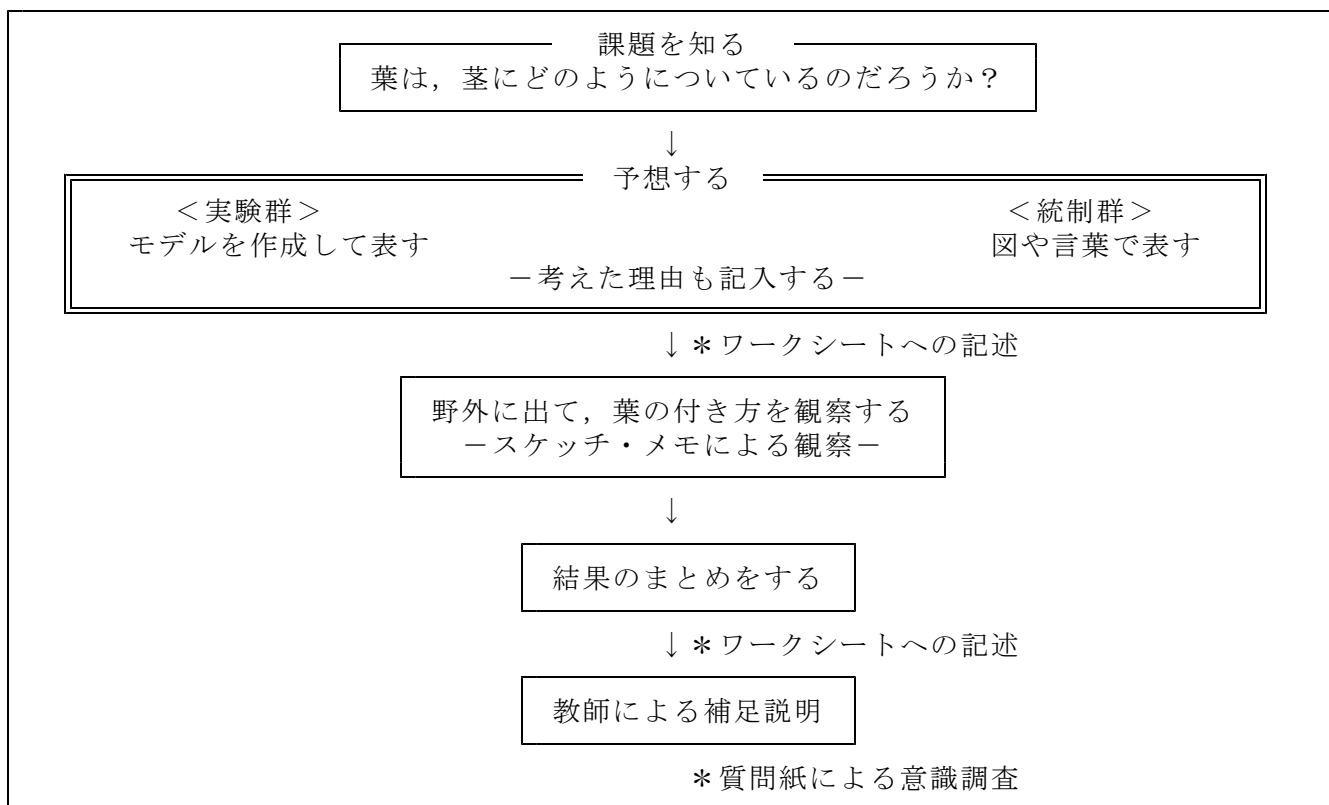 課題を知る
葉は，茎にどのようについているのだろうか？
↓
予想する
＜実験群＞ ＜統制群＞
モデルを作成して表す 図や言葉で表す
－考えた理由も記入する－
↓＊ワークシートへの記述
野外に出て，葉の付き方を観察する
－スケッチ・メモによる観察－
↓
結果のまとめをする
↓＊ワークシートへの記述
教師による補足説明
＊質問紙による意識調査